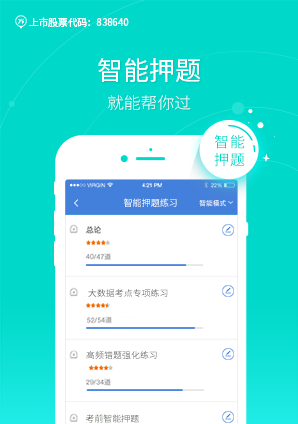 上市股票代码：838640
智能押题
就能帮你过
智能
押题
VIRGIN 4:21 PM 22%
智能押题练习 智能模式
总论
40/47道
大数据考点专项练习
52/54道
高频错题强化练习
29/34道
考前智能押题